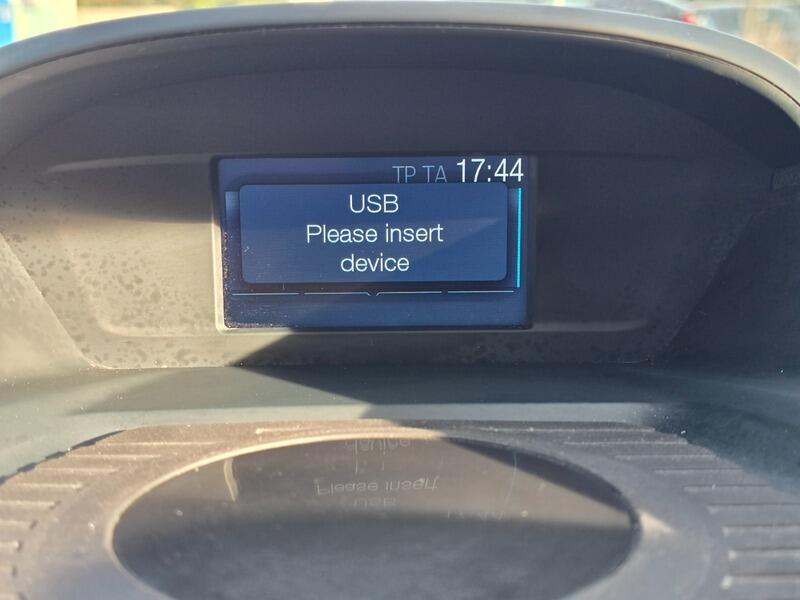 TP TA 17:44
USB
Please insert
device